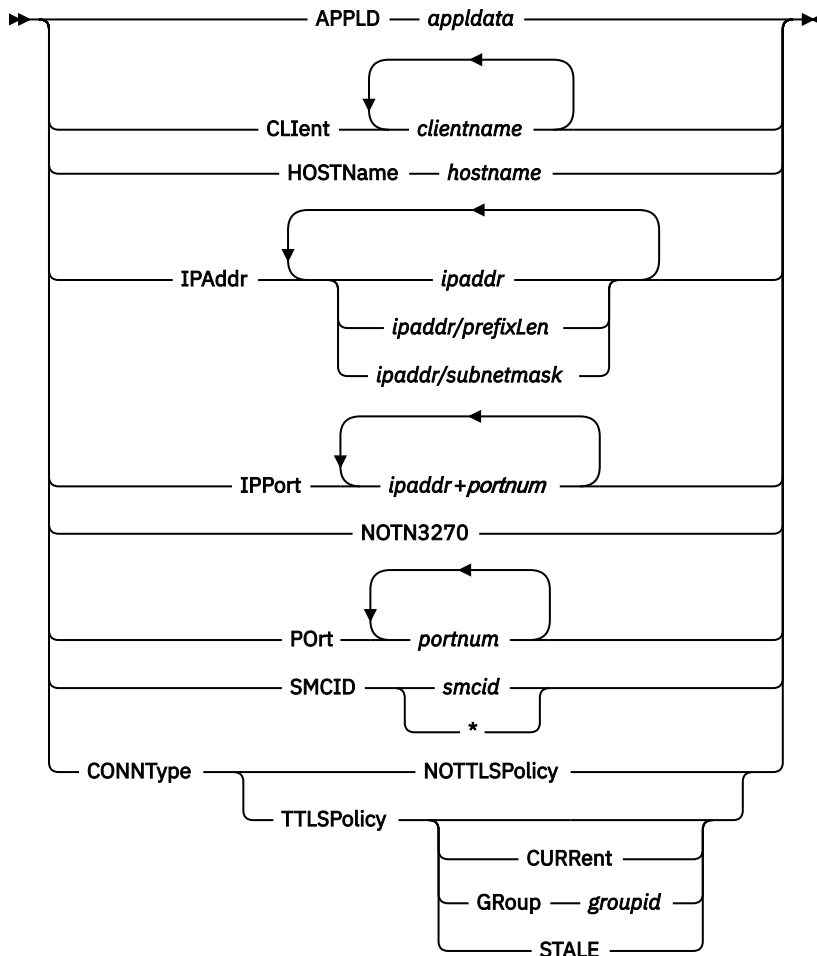 APPLD appldata
CLIent clientname
HOSTName hostname
IPAddr ipaddr
ipaddr/prefixLen
ipaddr/subnetmask
IPPort ipaddr+portnum
NOTN3270
POrt portnum
SMCID smcid
*
CONNType NOTTLSPolicy
TTLSPolicy
CURRent
GRoup groupid
STALE